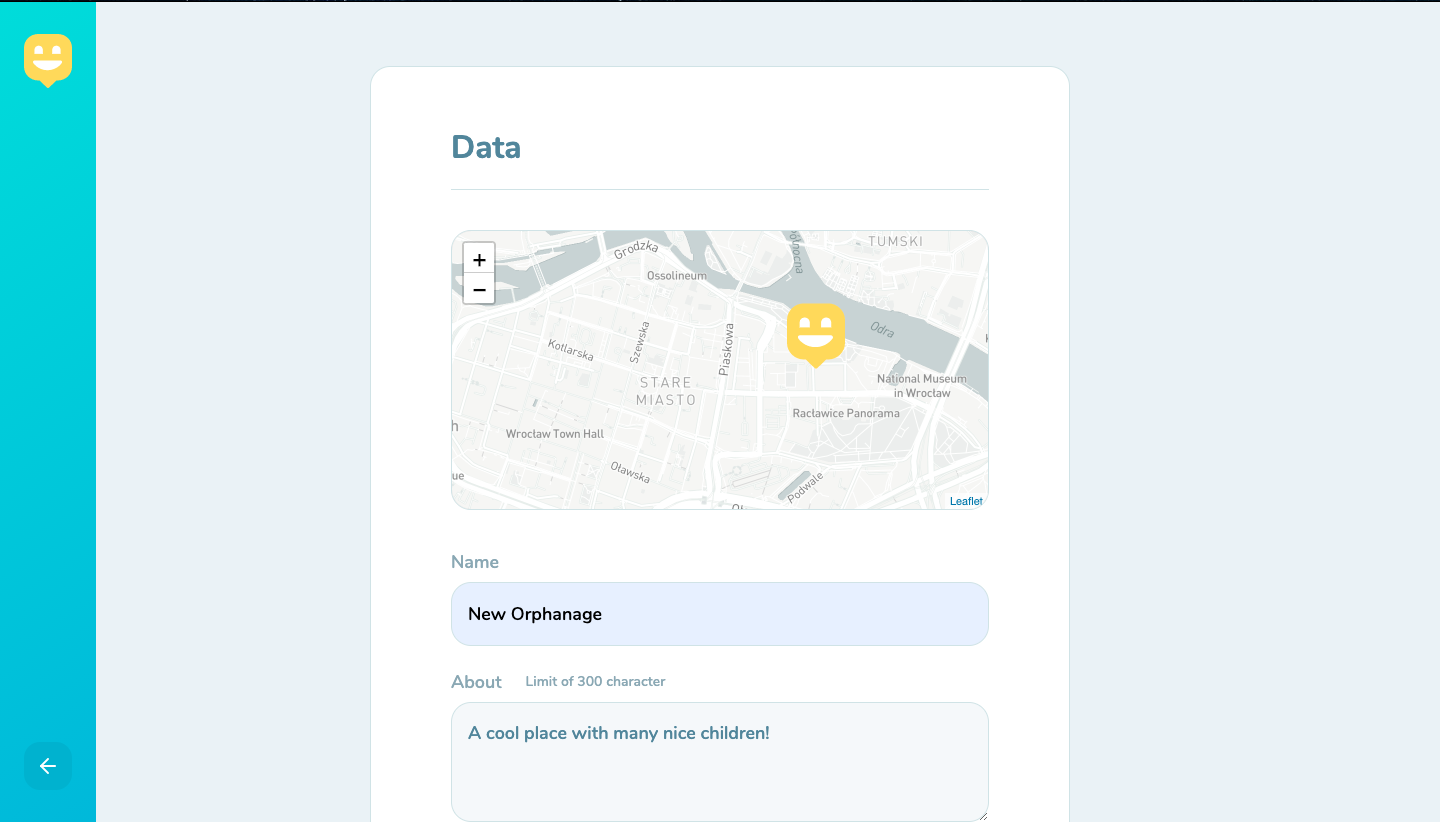 Data
TUMSKI
Grodzka
Ossolineum
+
−
Odra
Kotlarska
Szewska
Piaskowa
STARE
MIASTO
National Museum
in Wrocław
Racławice Panorama
Wrocław Town Hall
Oławska
Podwale
ue
Leaflet
Name
New Orphanage
About Limit of 300 character
A cool place with many nice children!